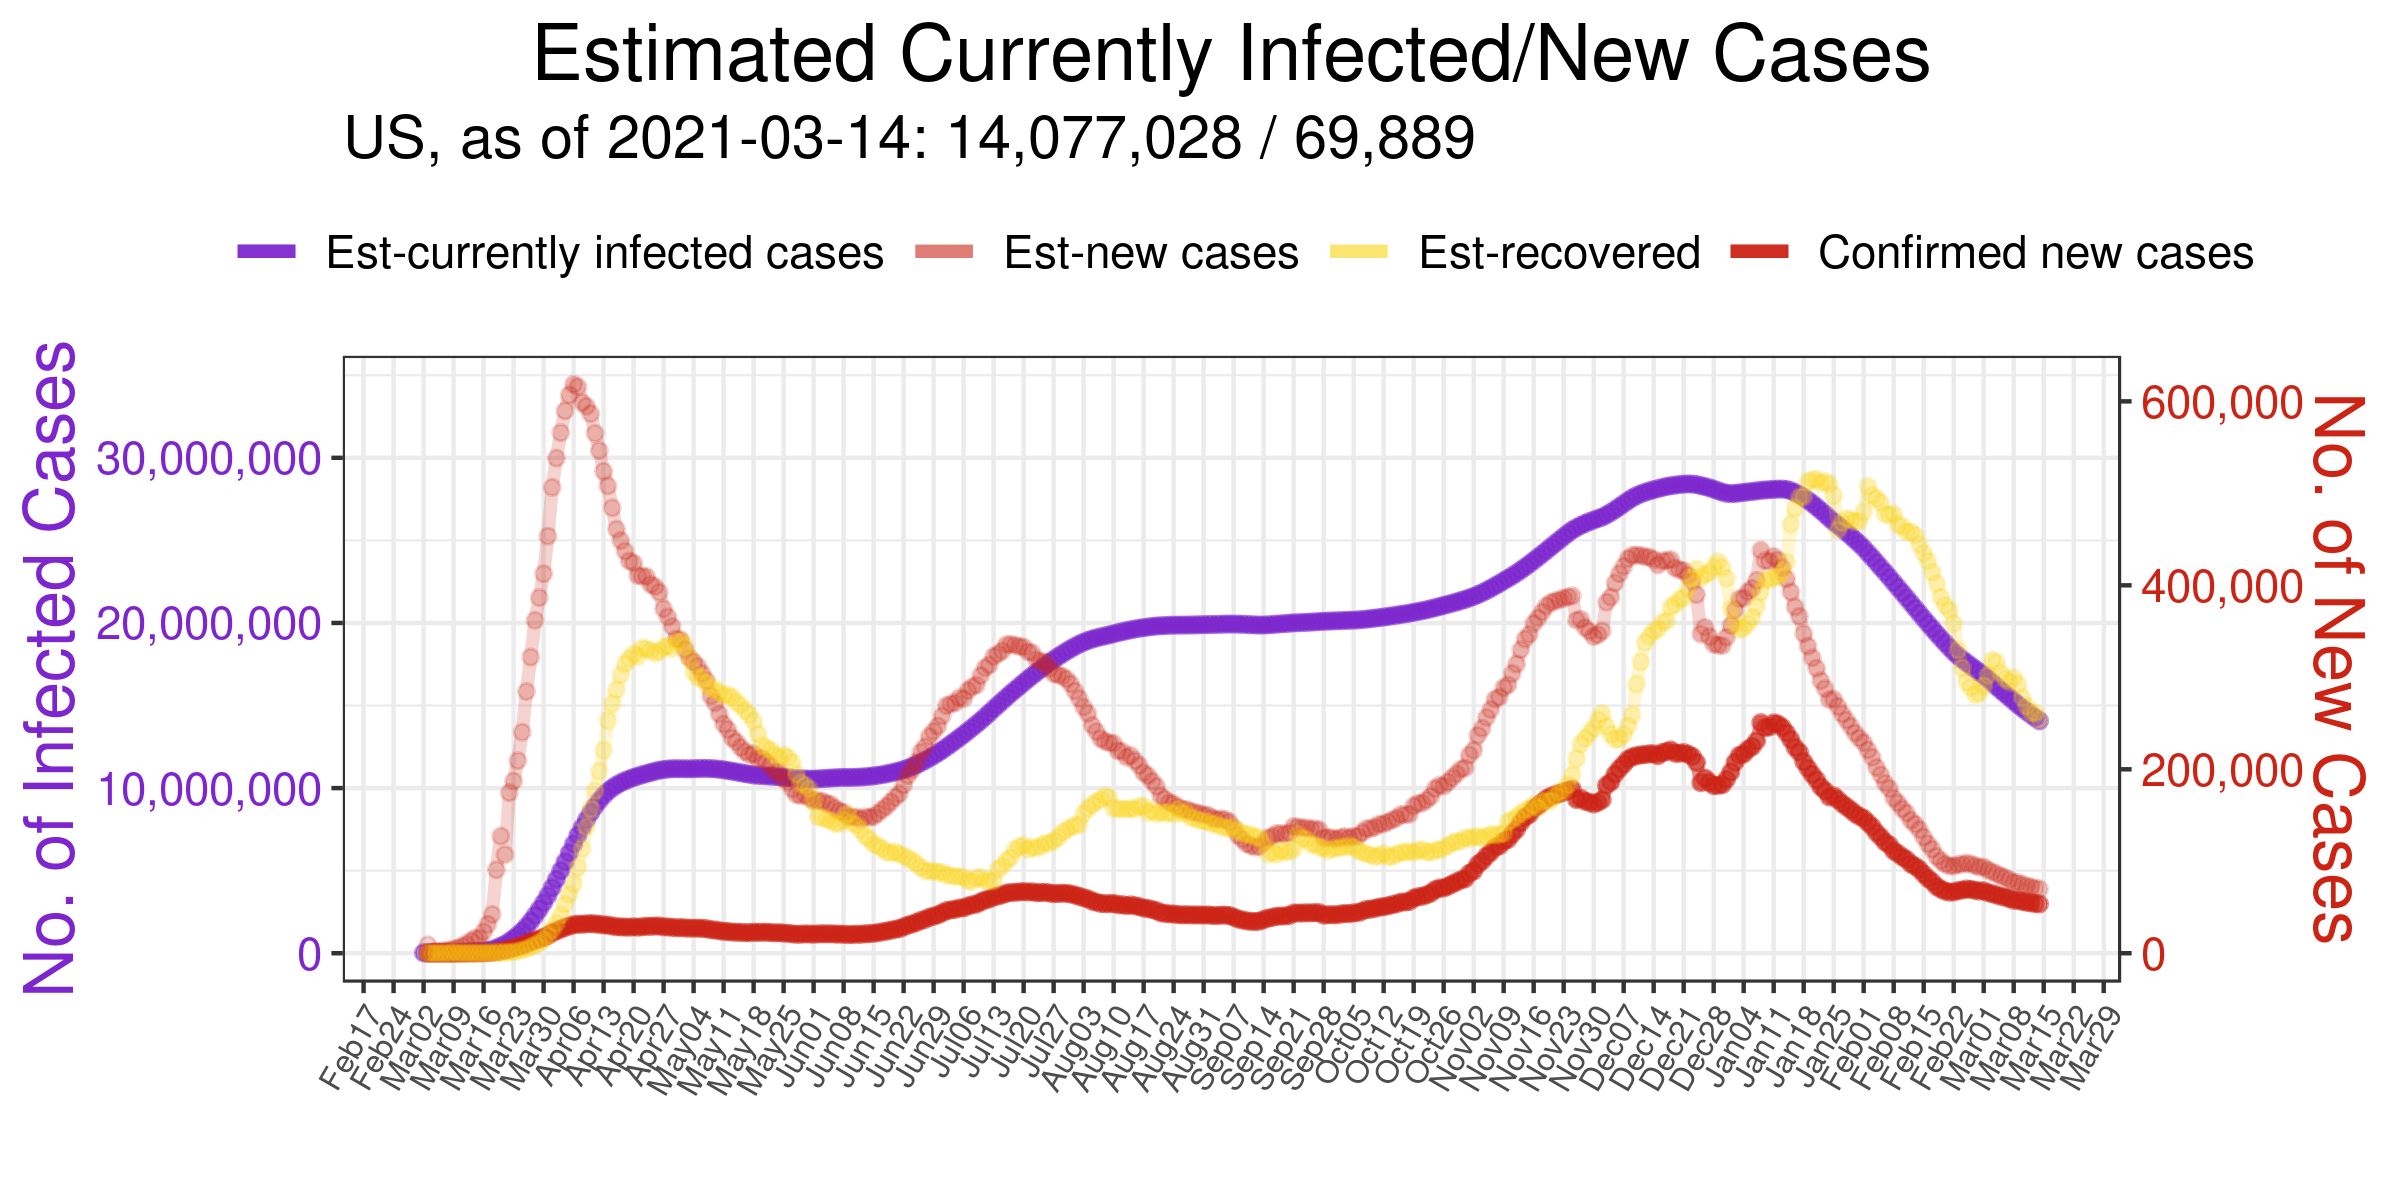 Estimated Currently Infected/New Cases
US, as of 2021-03-14: 14,077,028 / 69,889
Est-currently infected cases Est-new cases Est-recovered Confirmed new cases
No. of Infected Cases
30,000,000
20,000,000
10,000,000
0
600,000
400,000
200,000
0
No. of New Cases
Feb17 Feb24 Mar02 Mar09 Mar16 Mar23 Mar30 Apr06 Apr13 Apr20 Apr27 May04 May11 May18 May25 Jun01 Jun08 Jun15 Jun22 Jun29 Jul06 Jul13 Jul20 Jul27 Aug03 Aug10 Aug17 Aug24 Aug31 Sep07 Sep14 Sep21 Sep28 Oct05 Oct12 Oct19 Oct26 Nov02 Nov09 Nov16 Nov23 Nov30 Dec07 Dec14 Dec21 Dec28 Jan04 Jan11 Jan18 Jan25 Feb01 Feb08 Feb15 Feb22 Mar01 Mar08 Mar15 Mar22 Mar29